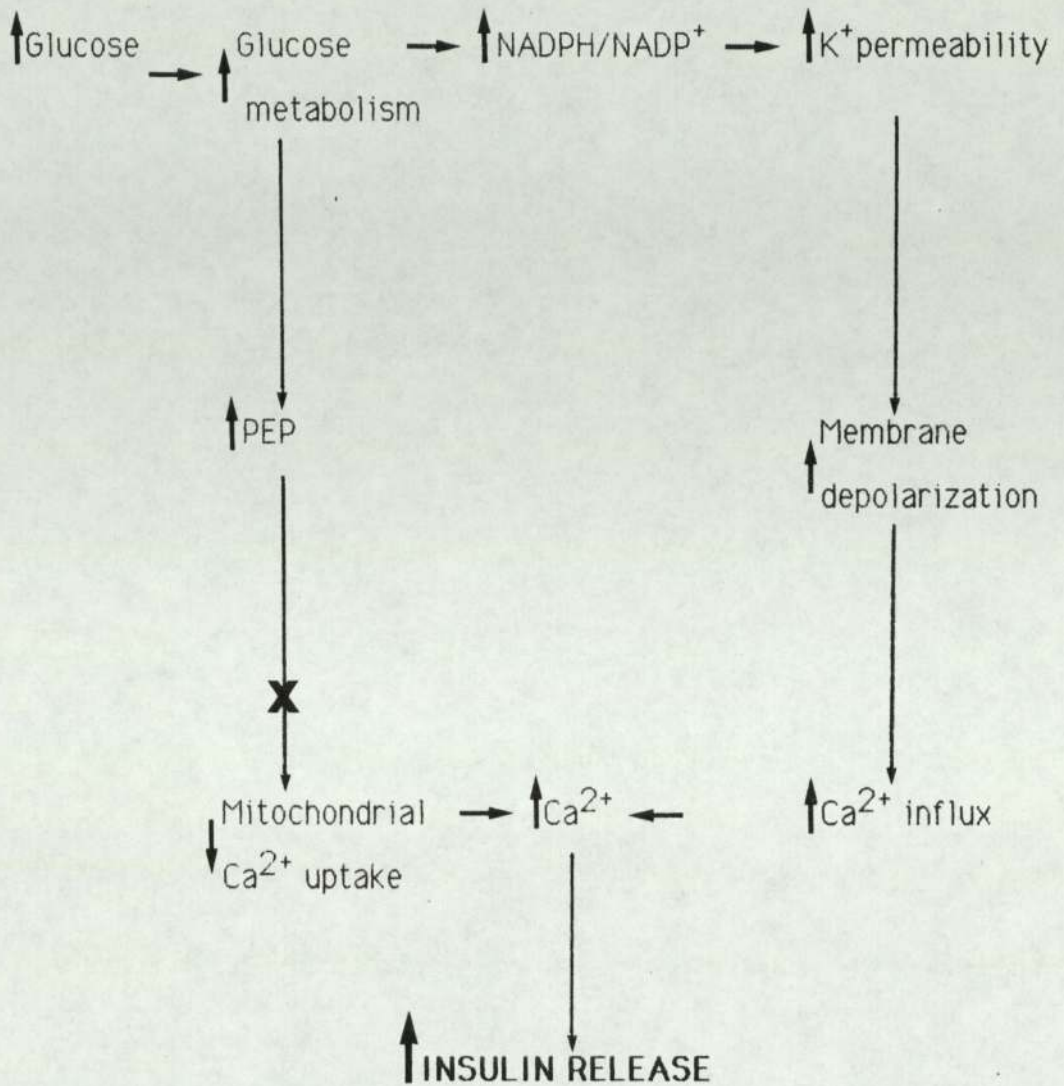 ↑Glucose → ↑ Glucose metabolism → ↑NADPH/NADP⁺ → ↑K⁺permeability
↑PEP
↑ Membrane depolarization
X
↓ Mitochondrial Ca²⁺ uptake → ↑Ca²⁺ ← ↑Ca²⁺ influx
↑INSULIN RELEASE